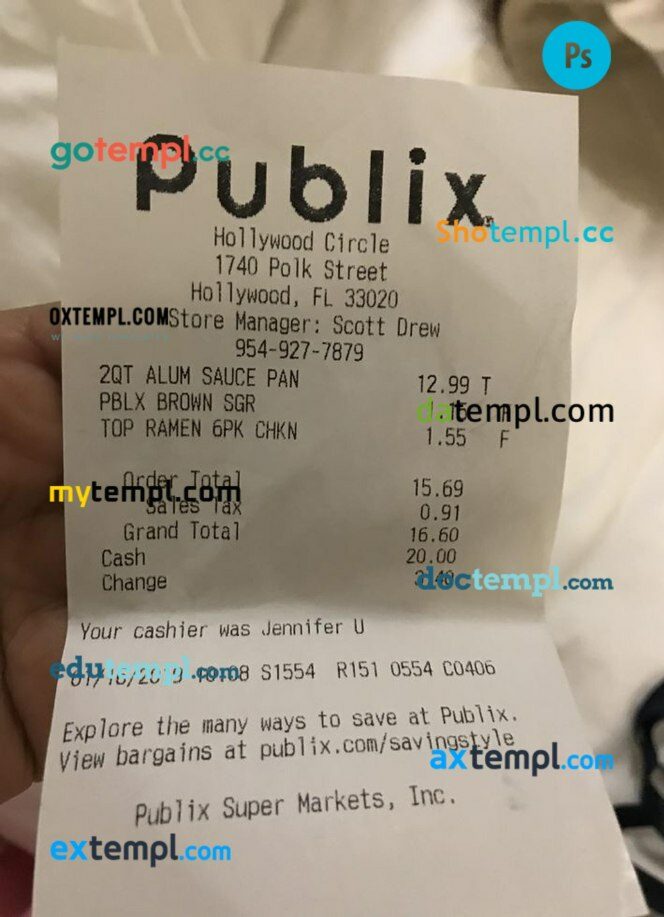 Ps
gotempl.cc
Publix
Shotempl.cc
Hollywood Circle
1740 Polk Street
Hollywood, FL 33020
OXTEMPL.COM
Store Manager: Scott Drew
954-927-7879
2QT ALUM SAUCE PAN 12.99 T
PBLX BROWN SGR
datempl.com
TOP RAMEN 6PK CHKN 1.55 F
Order Total 15.69
mytempl.com
Sales Tax 0.91
Grand Total 16.60
Cash 20.00
Change
doctempl.com
Your cashier was Jennifer U
edutempl.com
S1554 R151 0554 C0406
Explore the many ways to save at Publix.
View bargains at publix.com/savingstyle
axtempl.com
Publix Super Markets, Inc.
extempl.com